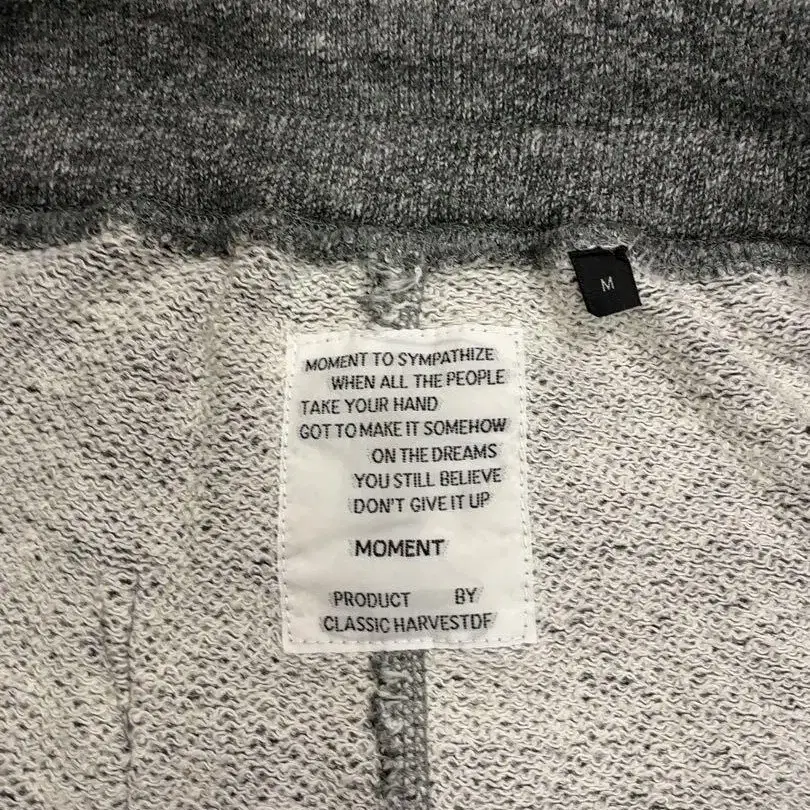 M
MOMENT TO SYMPATHIZE
WHEN ALL THE PEOPLE
TAKE YOUR HAND
GOT TO MAKE IT SOMEHOW
ON THE DREAMS
YOU STILL BELIEVE
DON'T GIVE IT UP
MOMENT
PRODUCT BY
CLASSIC HARVESTDF